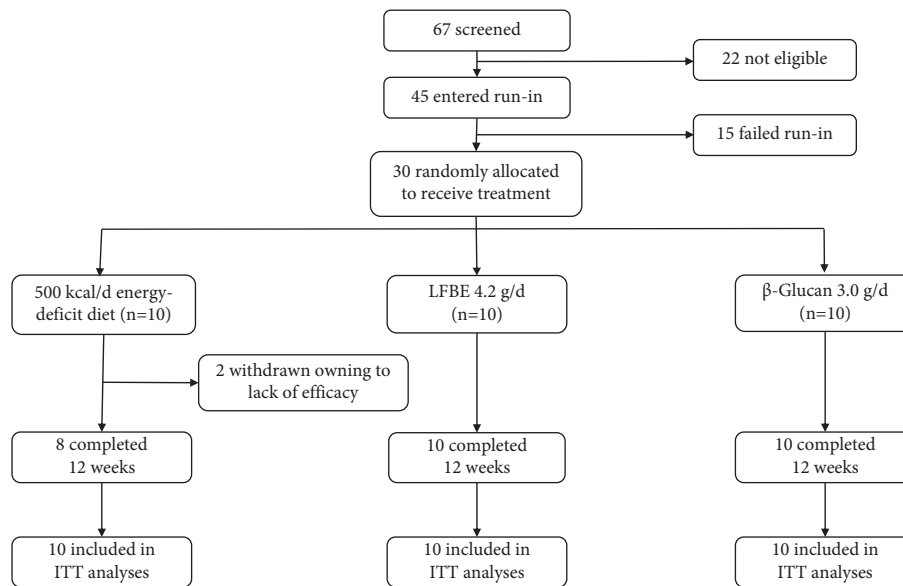 67 screened
22 not eligible
45 entered run-in
15 failed run-in
30 randomly allocated
to receive treatment
500 kcal/d energy-
deficit diet (n=10)
LFBE 4.2 g/d
(n=10)
β-Glucan 3.0 g/d
(n=10)
2 withdrawn owning to
lack of efficacy
8 completed
12 weeks
10 completed
12 weeks
10 completed
12 weeks
10 included in
ITT analyses
10 included in
ITT analyses
10 included in
ITT analyses